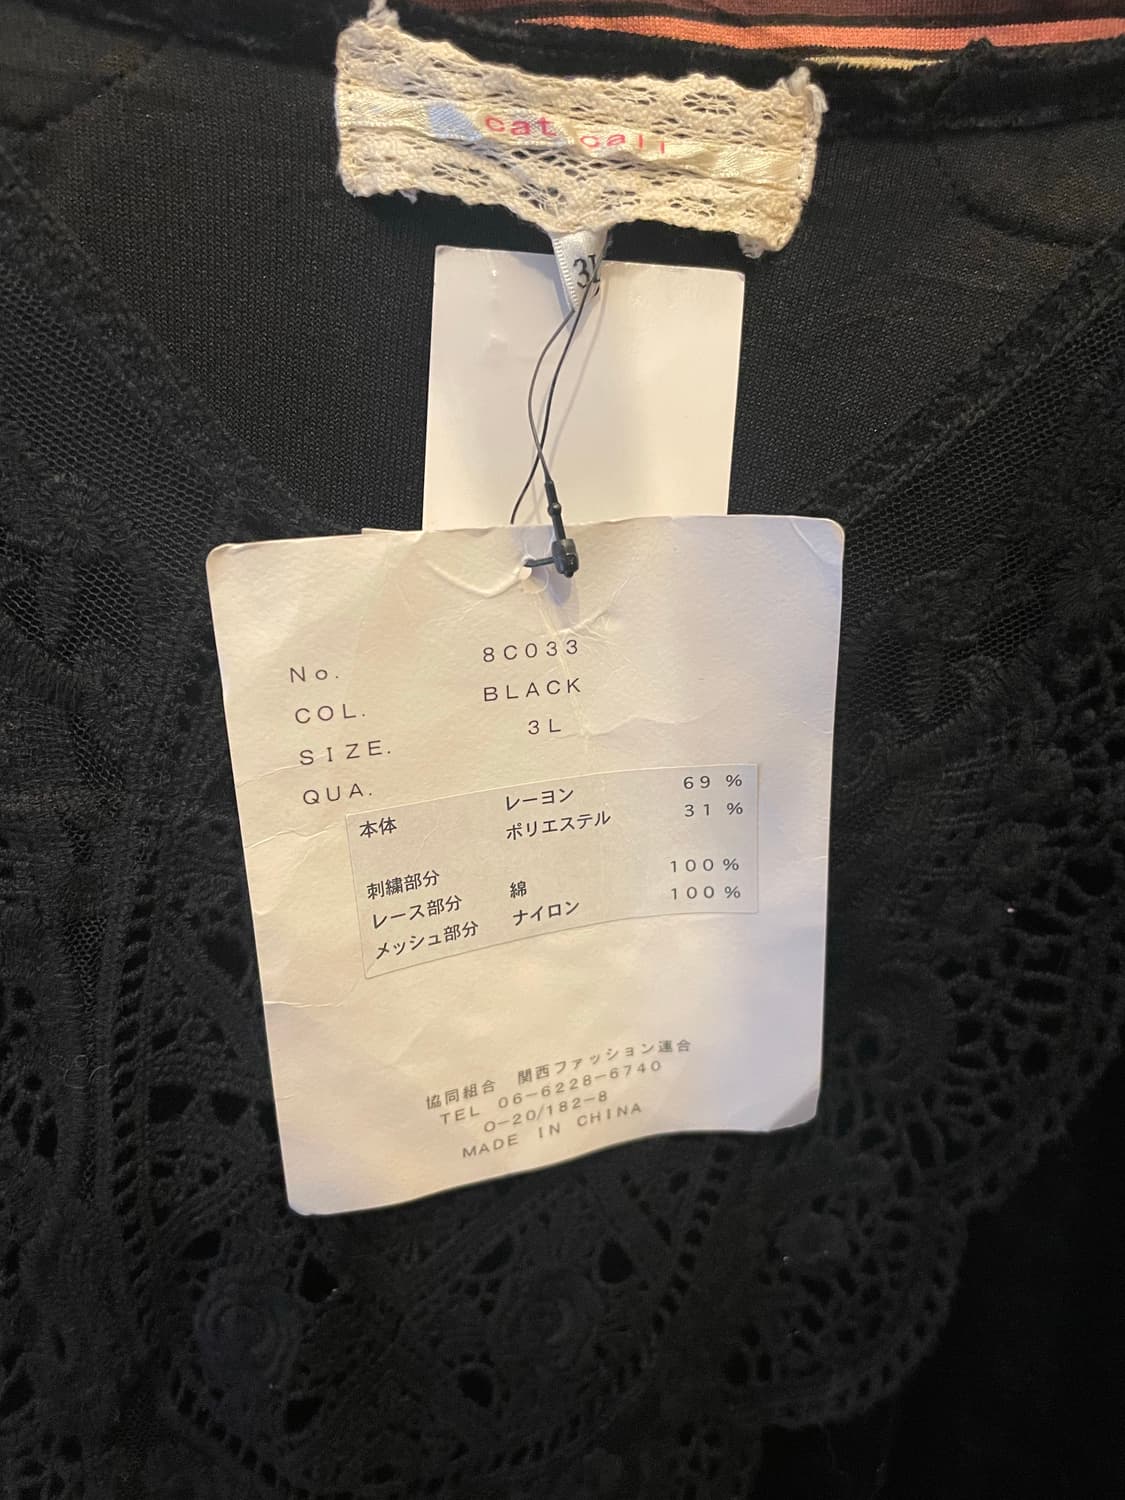 cat call
3L
No. 8C033
COL. BLACK
SIZE. 3L
QUA.
本体 レーヨン 69 %
ポリエステル 31 %
刺繍部分
レース部分 綿 100 %
メッシュ部分 ナイロン 100 %
協同組合 関西ファッション連合
TEL 06-6228-6740
O-20/182-8
MADE IN CHINA